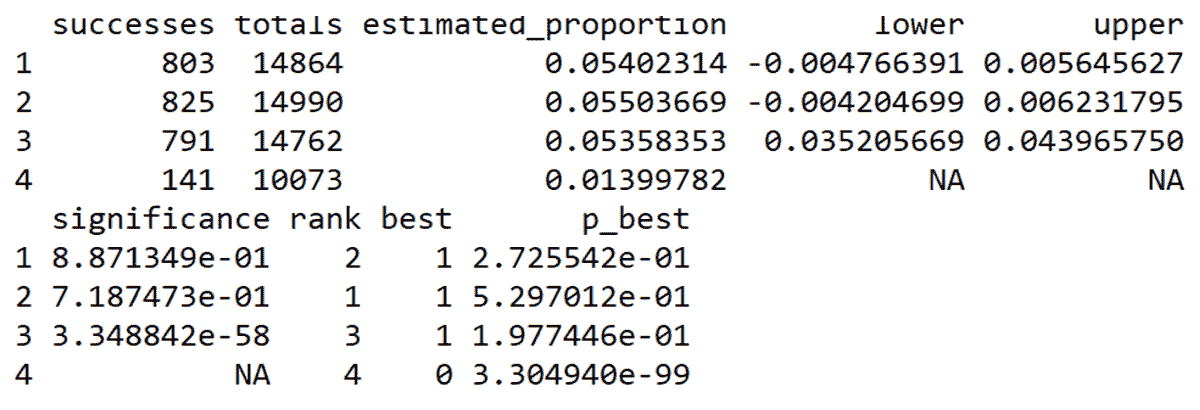 successes totals estimated_proportion lower upper
1 803 14864 0.05402314 -0.004766391 0.005645627
2 825 14990 0.05503669 -0.004204699 0.006231795
3 791 14762 0.05358353 0.035205669 0.043965750
4 141 10073 0.01399782 NA NA
significance rank best p_best
1 8.871349e-01 2 1 2.725542e-01
2 7.187473e-01 1 1 5.297012e-01
3 3.348842e-58 3 1 1.977446e-01
4 NA 4 0 3.304940e-99